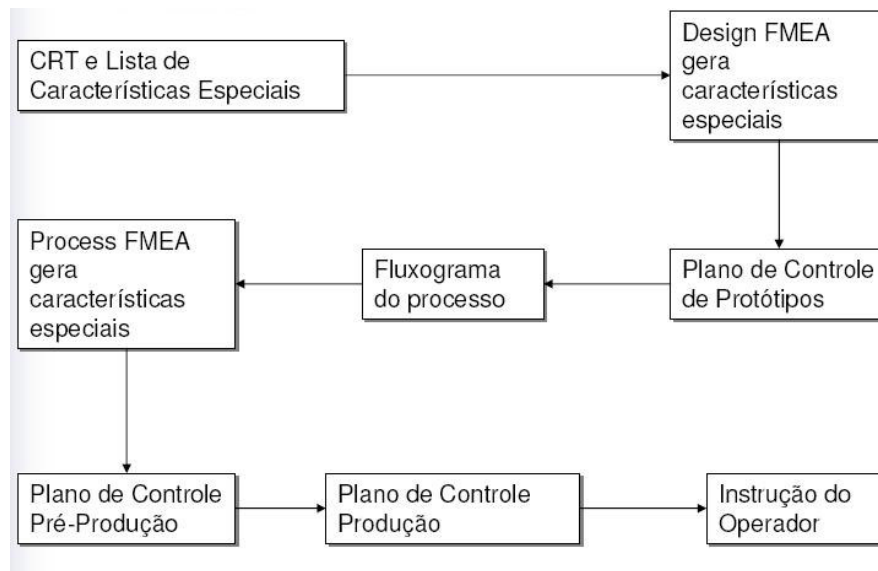 CRT e Lista de
Características Especiais
Design FMEA
gera
características
especiais
Process FMEA
gera
características
especiais
Fluxograma
do processo
Plano de Controle
de Protótipos
Plano de Controle
Pré-Produção
Plano de Controle
Produção
Instrução do
Operador